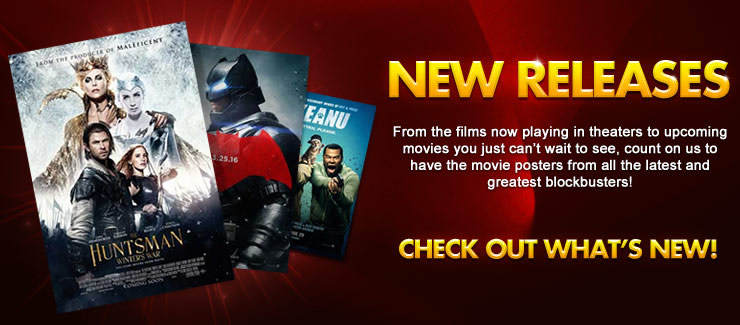 FROM THE PRODUCER OF MALEFICENT
THE
HUNTSMAN
WINTER'S WAR
COMING SOON
3.25.16
EANU
NEW RELEASES
From the films now playing in theaters to upcoming
movies you just can't wait to see, count on us to
have the movie posters from all the latest and
greatest blockbusters!
CHECK OUT WHAT'S NEW!